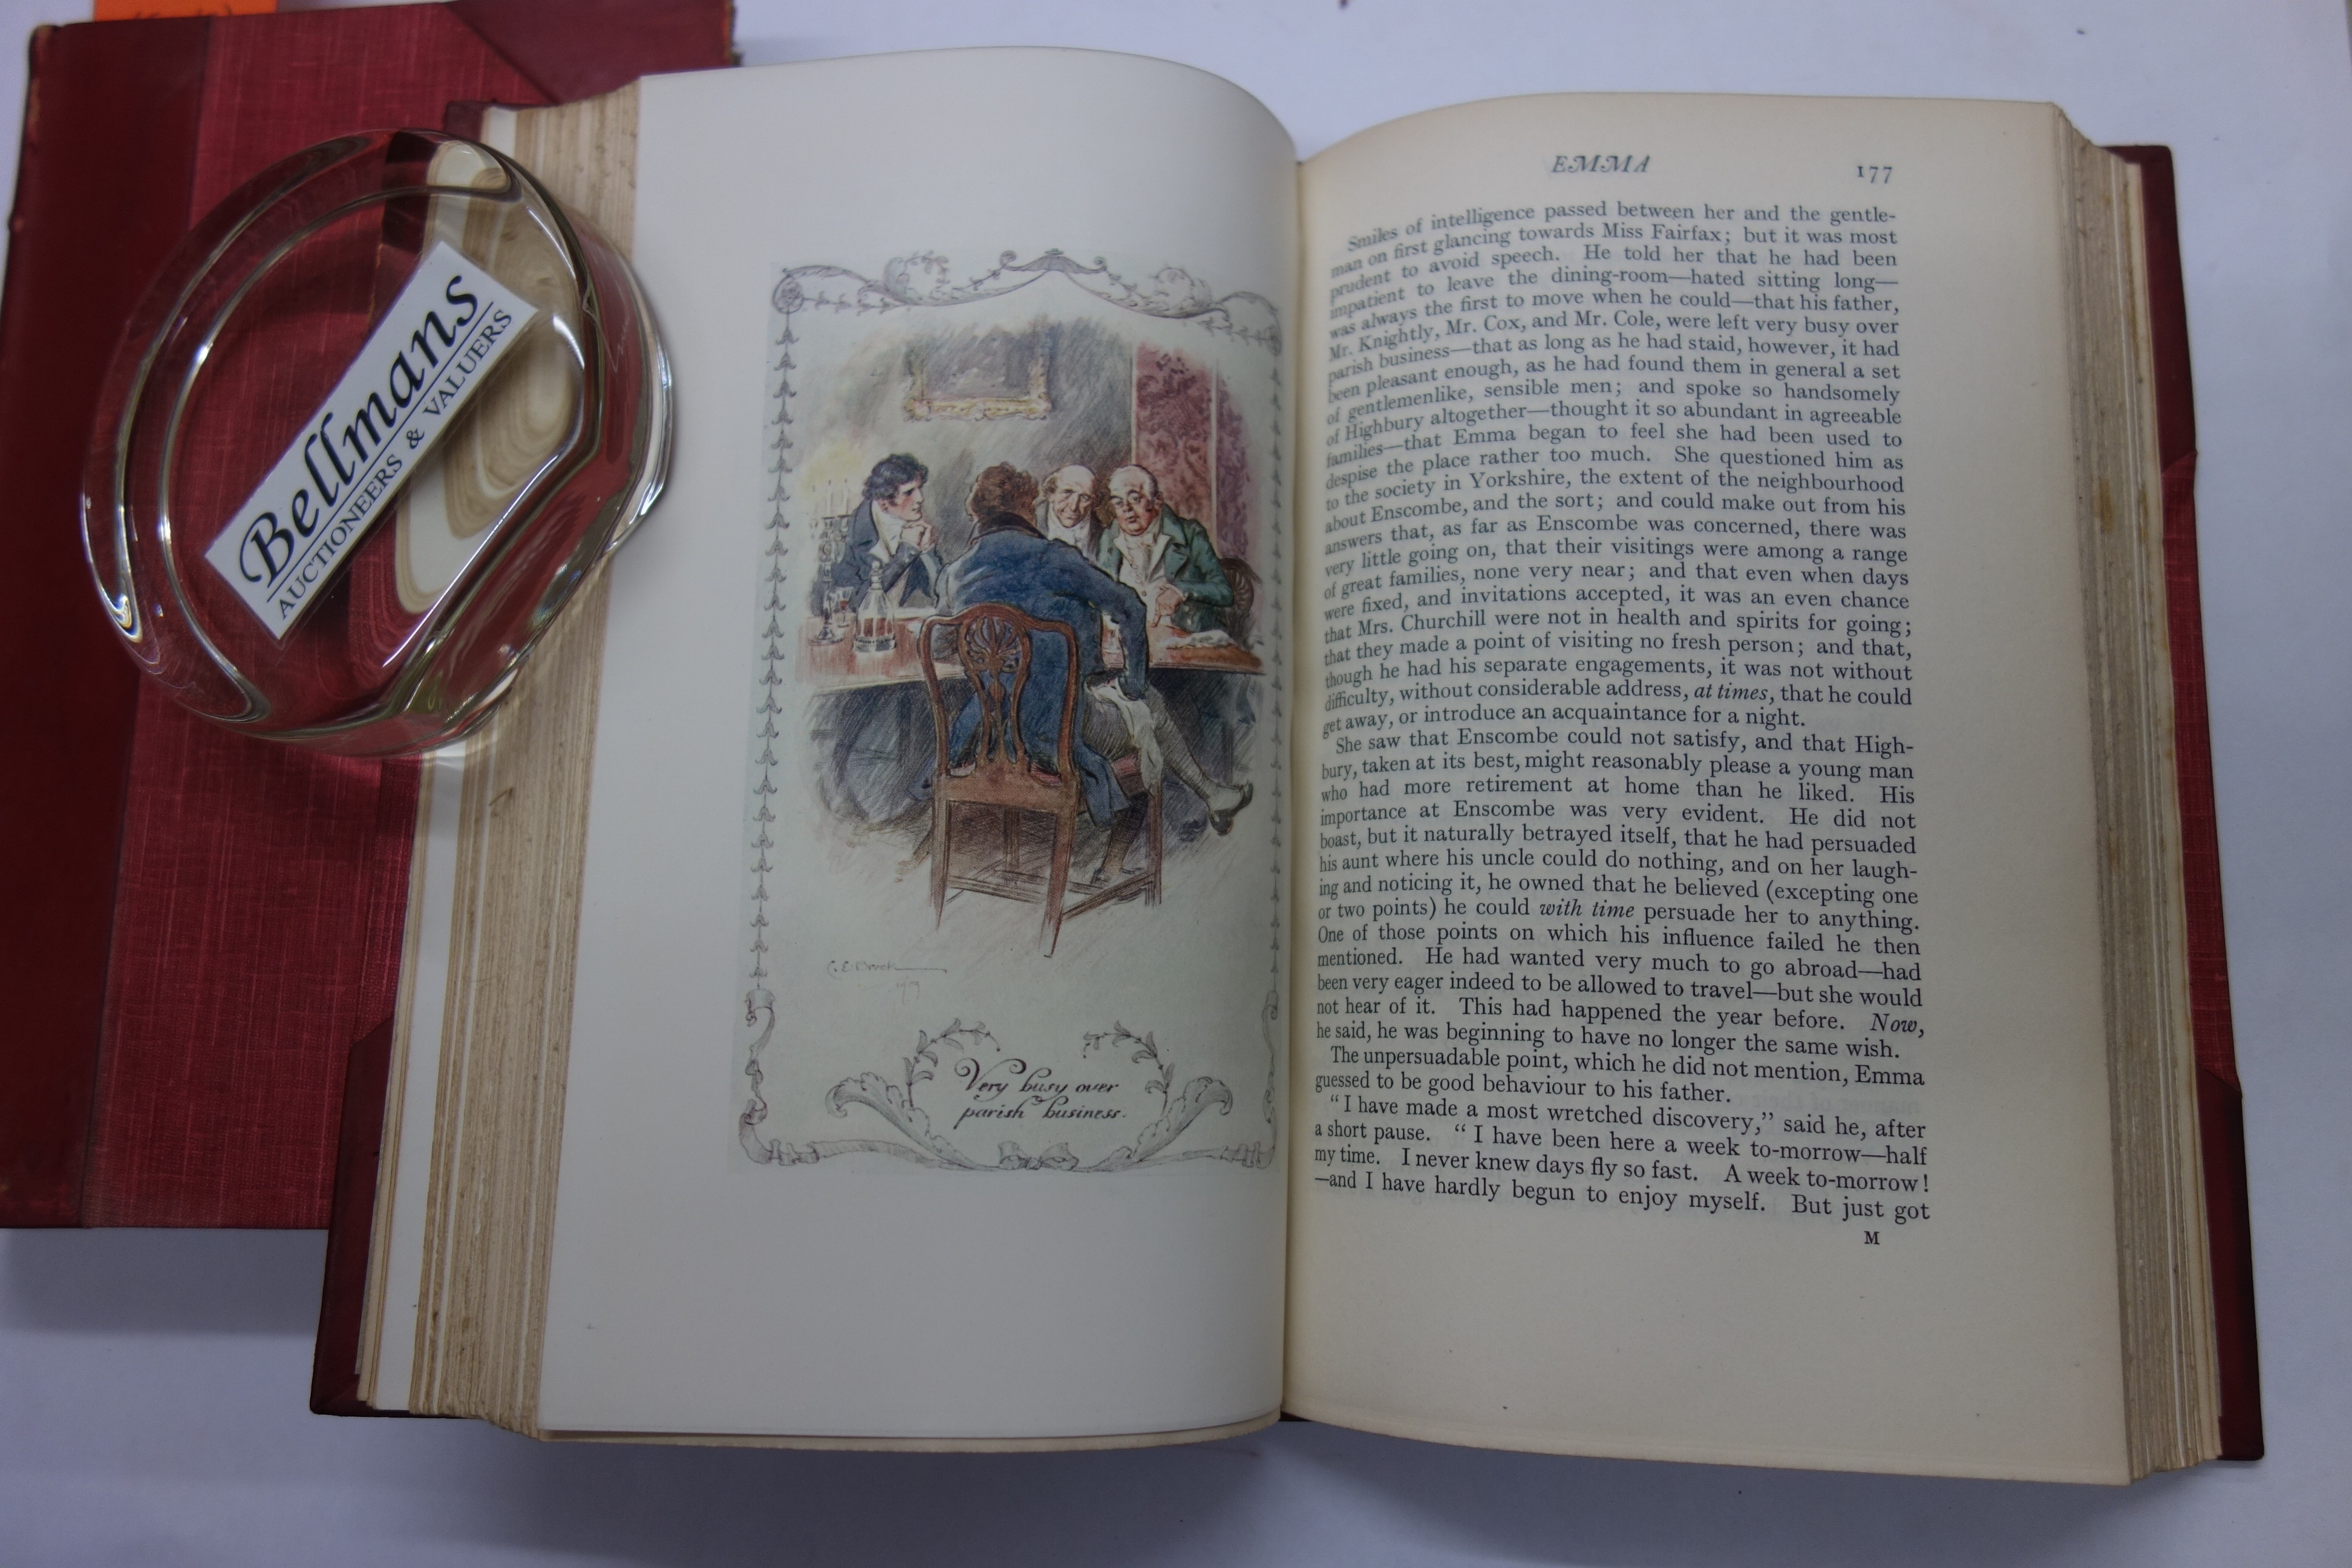 Bellmans
AUCTIONEERS & VALUERS
C. E. Brock
Very busy over
parish business.
EMMA 177
Smiles of intelligence passed between her and the gentle-
man on first glancing towards Miss Fairfax; but it was most
prudent to avoid speech. He told her that he had been
impatient to leave the dining-room—hated sitting long—
was always the first to move when he could—that his father,
Mr. Knightly, Mr. Cox, and Mr. Cole, were left very busy over
parish business—that as long as he had staid, however, it had
been pleasant enough, as he had found them in general a set
of gentlemenlike, sensible men; and spoke so handsomely
of Highbury altogether—thought it so abundant in agreeable
families—that Emma began to feel she had been used to
despise the place rather too much. She questioned him as
to the society in Yorkshire, the extent of the neighbourhood
about Enscombe, and the sort; and could make out from his
answers that, as far as Enscombe was concerned, there was
very little going on, that their visitings were among a range
of great families, none very near; and that even when days
were fixed, and invitations accepted, it was an even chance
that Mrs. Churchill were not in health and spirits for going;
that they made a point of visiting no fresh person; and that,
though he had his separate engagements, it was not without
difficulty, without considerable address, at times, that he could
get away, or introduce an acquaintance for a night.
She saw that Enscombe could not satisfy, and that High-
bury, taken at its best, might reasonably please a young man
who had more retirement at home than he liked. His
importance at Enscombe was very evident. He did not
boast, but it naturally betrayed itself, that he had persuaded
his aunt where his uncle could do nothing, and on her laugh-
ing and noticing it, he owned that he believed (excepting one
or two points) he could with time persuade her to anything.
One of those points on which his influence failed he then
mentioned. He had wanted very much to go abroad—had
been very eager indeed to be allowed to travel—but she would
not hear of it. This had happened the year before. Now,
he said, he was beginning to have no longer the same wish.
The unpersuadable point, which he did not mention, Emma
guessed to be good behaviour to his father.
“I have made a most wretched discovery,” said he, after
a short pause. “I have been here a week to-morrow—half
my time. I never knew days fly so fast. A week to-morrow!
—and I have hardly begun to enjoy myself. But just got
M